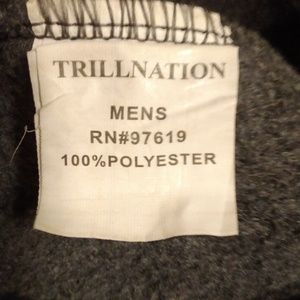 TRILLNATION
MENS
RN#97619
100%POLYESTER